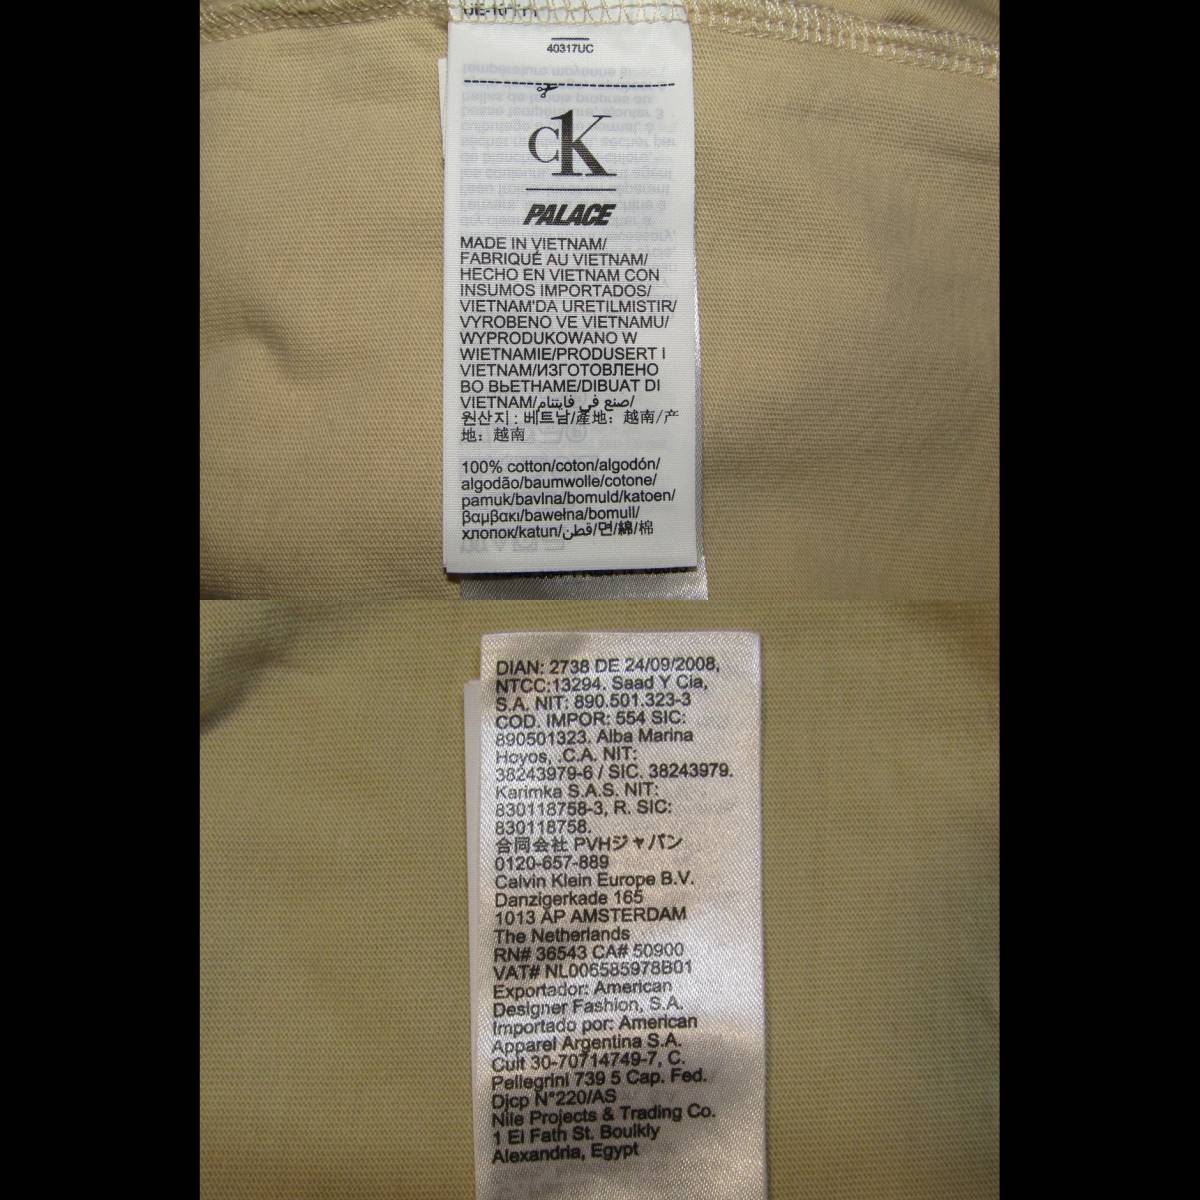 40317UC
CK
PALACE
MADE IN VIETNAM/
FABRIQUÉ AU VIETNAM/
HECHO EN VIETNAM CON
INSUMOS IMPORTADOS/
VIETNAM'DA URETILMISTIR/
VYROBENO VE VIETNAMU/
WYPRODUKOWANO W
WIETNAMIE/PRODUSERT I
VIETNAM/ИЗГОТОВЛЕНО
ВО ВЬЕТНАМЕ/DIBUAT DI
VIETNAM/صنع في فايتنام/
원산지 : 베트남/產地：越南/产
地：越南
100% cotton/coton/algodón/
algodão/baumwolle/cotone/
pamuk/bavlna/bomuld/katoen/
βαμβακι/bawełna/bomull/
хлопок/katun/قطن/면/綿/棉
DIAN: 2738 DE 24/09/2008,
NTCC:13294. Saad Y Cia,
S.A. NIT: 890.501.323-3
COD. IMPOR: 554 SIC:
890501323. Alba Marina
Hoyos, .C.A. NIT:
38243979-6 / SIC. 38243979.
Karimka S.A.S. NIT:
830118758-3, R. SIC:
830118758.
合同会社 PVHジャパン
0120-657-889
Calvin Klein Europe B.V.
Danzigerkade 165
1013 AP AMSTERDAM
The Netherlands
RN# 36543 CA# 50900
VAT# NL006585978B01
Exportador: American
Designer Fashion, S.A.
Importado por: American
Apparel Argentina S.A.
Cuit 30-70714749-7, C.
Pellegrini 739 5 Cap. Fed.
Djcp N°220/AS
Nile Projects & Trading Co.
1 El Fath St. Boulkly
Alexandria, Egypt